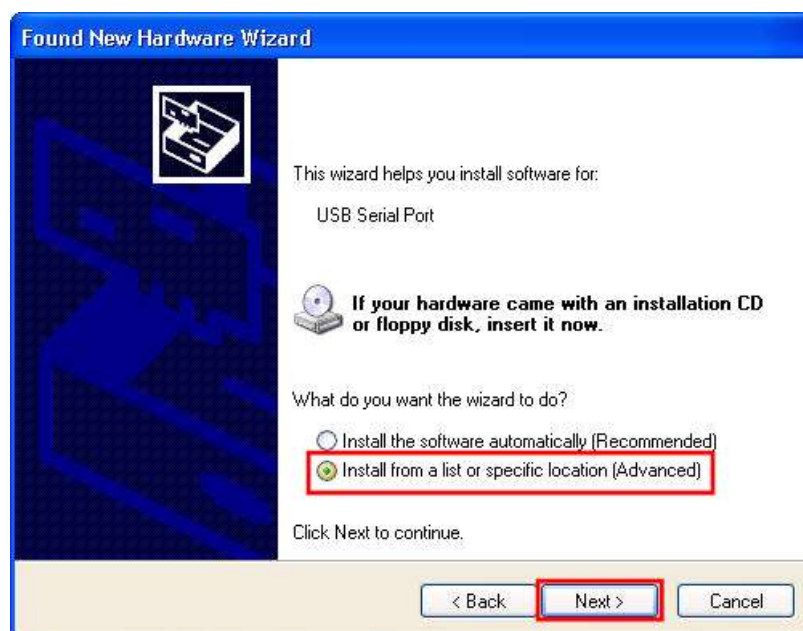 Found New Hardware Wizard
This wizard helps you install software for:
USB Serial Port
If your hardware came with an installation CD
or floppy disk, insert it now.
What do you want the wizard to do?
Install the software automatically (Recommended)
Install from a list or specific location (Advanced)
Click Next to continue.
< Back Next > Cancel